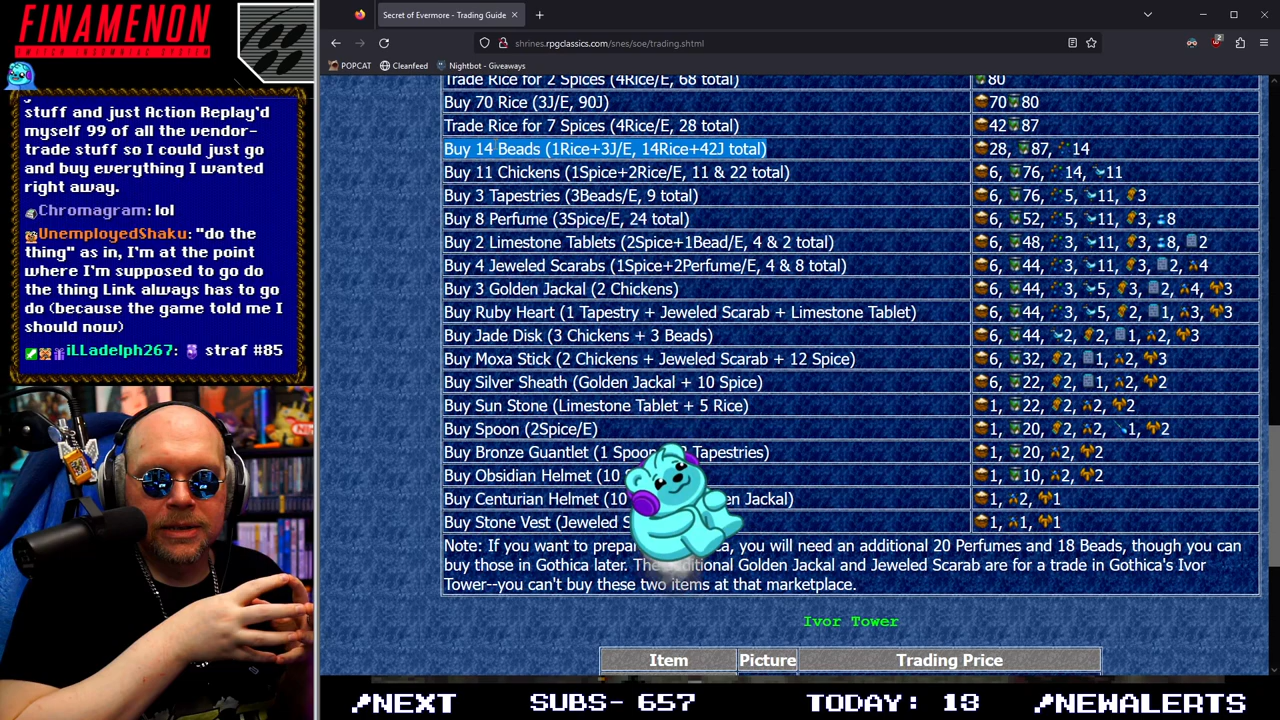 FINAMENON
SWITCH IDIOMATIC SYSTEM
stuff and just Action Replay'd
myself 99 of all the vendor-
trade stuff so I could just go
and buy everything I wanted
right away.
Chromagram: lol
UnemployedShaku: "do the
thing" as in, I'm at the point
where I'm supposed to go do
the thing Link always has to go
do (because the game told me I
should now)
iLLadelph267: straf #85
Secret of Evermore - Trading Guide
POPCAT Cleanfeed Nightbot - Giveaways
Trade Rice for 2 Spices (4Rice/E, 68 total) 80
Buy 70 Rice (3J/E, 90J) 70 80
Trade Rice for 7 Spices (4Rice/E, 28 total) 42 87
Buy 14 Beads (1Rice+3J/E, 14Rice+42J total) 28, 87, 14
Buy 11 Chickens (1Spice+2Rice/E, 11 & 22 total) 6, 76, 14, 11
Buy 3 Tapestries (3Beads/E, 9 total) 6, 76, 5, 11, 3
Buy 8 Perfume (3Spice/E, 24 total) 6, 52, 5, 11, 3, 8
Buy 2 Limestone Tablets (2Spice+1Bead/E, 4 & 2 total) 6, 48, 3, 11, 3, 8, 2
Buy 4 Jeweled Scarabs (1Spice+2Perfume/E, 4 & 8 total) 6, 44, 3, 11, 3, 2, 4
Buy 3 Golden Jackal (2 Chickens) 6, 44, 3, 5, 3, 2, 4, 3
Buy Ruby Heart (1 Tapestry + Jeweled Scarab + Limestone Tablet) 6, 44, 3, 5, 2, 1, 3, 3
Buy Jade Disk (3 Chickens + 3 Beads) 6, 44, 2, 2, 1, 2, 3
Buy Moxa Stick (2 Chickens + Jeweled Scarab + 12 Spice) 6, 32, 2, 1, 2, 3
Buy Silver Sheath (Golden Jackal + 10 Spice) 6, 22, 2, 1, 2, 2
Buy Sun Stone (Limestone Tablet + 5 Rice) 1, 22, 2, 2, 2
Buy Spoon (2Spice/E) 1, 20, 2, 2, 1, 2
Buy Bronze Guantlet (1 Spoon Tapestries) 1, 20, 2, 2
Buy Obsidian Helmet (10 1, 10, 2, 2
Buy Centurian Helmet (10 Jackal) 1, 2, 1
Buy Stone Vest (Jeweled 1, 1, 1
Note: If you want to you will need an additional 20 Perfumes and 18 Beads, though you can
buy those in Gothica later. The Golden Jackal and Jeweled Scarab are for a trade in Gothica's Ivor
Tower--you can't buy these two items at that marketplace.
Ivor Tower
Item Picture Trading Price
/NEXT SUBS- 657 TODAY: 13 /NEWALERTS